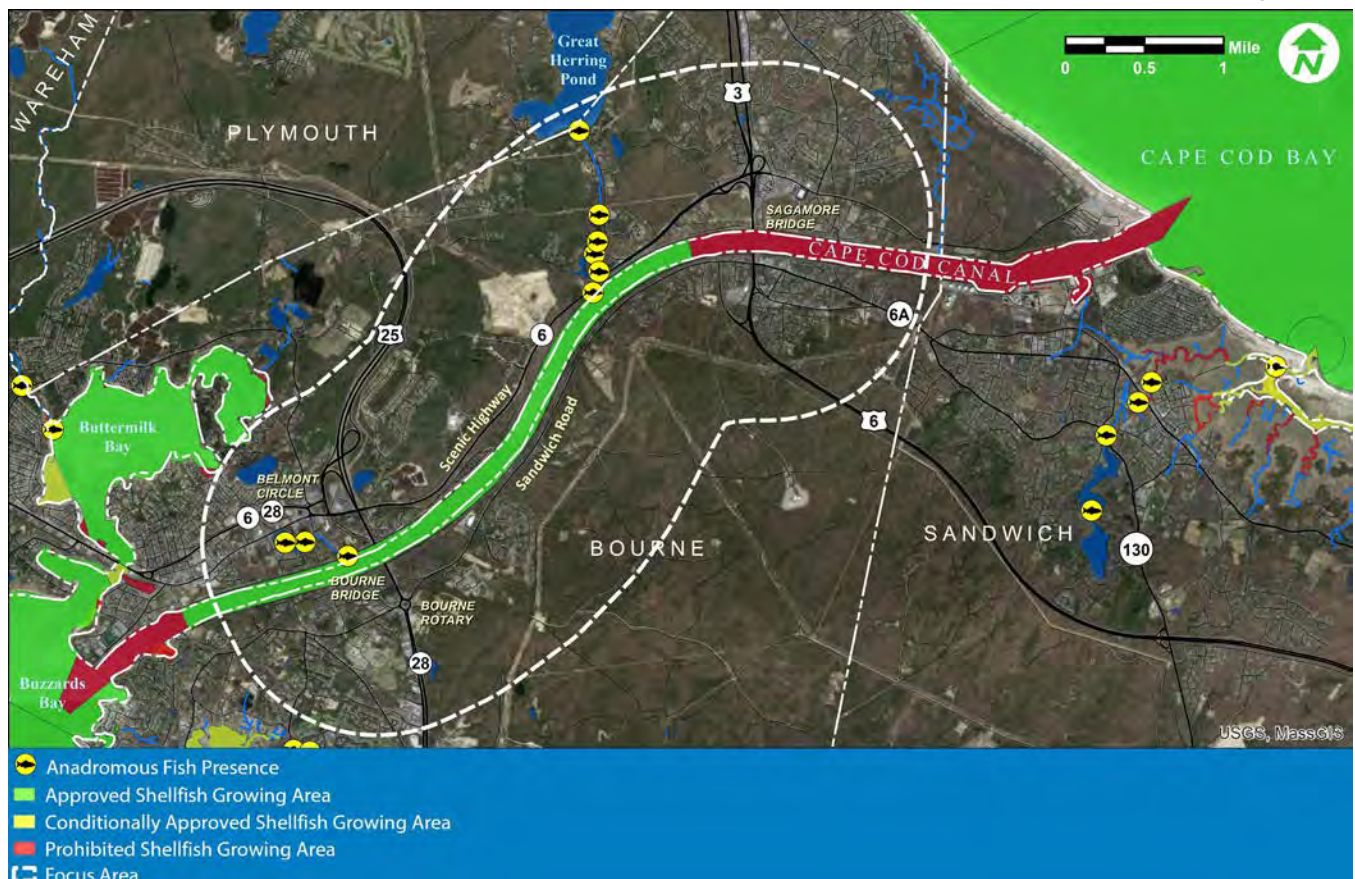 Great
Herring
Pond
Mile
0 0.5 1
N
WAREHAM
PLYMOUTH
3
CAPE COD BAY
SAGAMORE
BRIDGE
CAPE COD CANAL
6A
25
6
Scenic Highway
Sandwich Road
6
Buttermilk
Bay
BELMONT
CIRCLE
6 28
BOURNE
SANDWICH
130
BOURNE
BRIDGE
BOURNE
ROTARY
28
Buzzards
Bay
USGS, MassGIS
Anadromous Fish Presence
Approved Shellfish Growing Area
Conditionally Approved Shellfish Growing Area
Prohibited Shellfish Growing Area
Focus Area